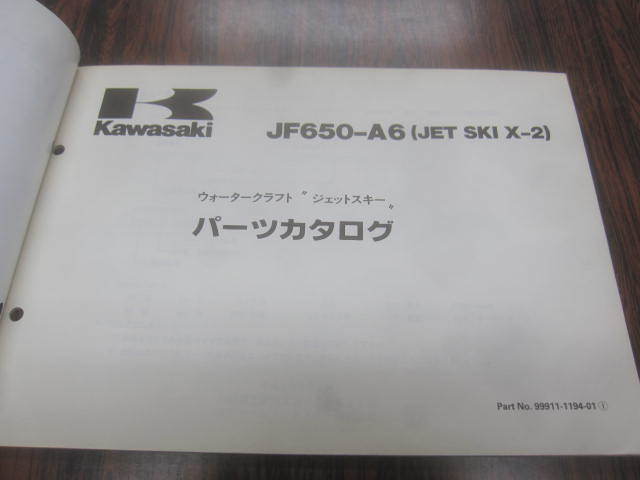 Kawasaki
JF650-A6 (JET SKI X-2)
ウォータークラフト〝ジェットスキー〟
パーツカタログ
Part No. 99911-1194-01 ①